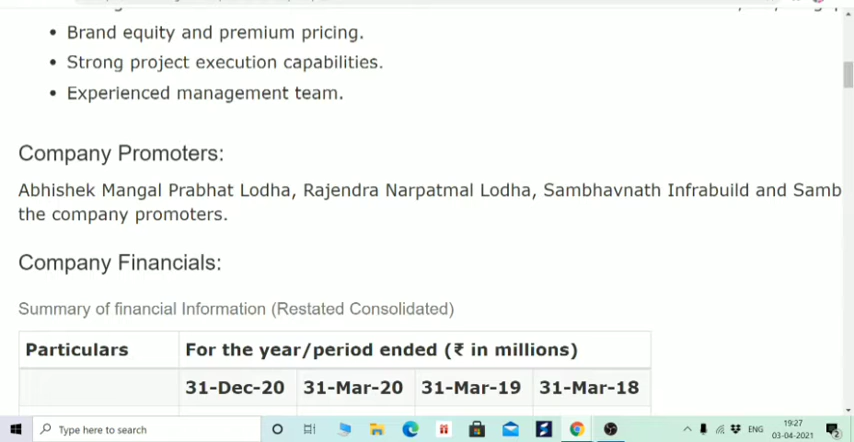 Brand equity and premium pricing.
Strong project execution capabilities.
Experienced management team.
Company Promoters:
Abhishek Mangal Prabhat Lodha, Rajendra Narpatmal Lodha, Sambhavnath Infrabuild and Samb
the company promoters.
Company Financials:
Summary of financial Information (Restated Consolidated)
Particulars For the year/period ended (₹ in millions)
31-Dec-20 31-Mar-20 31-Mar-19 31-Mar-18
Type here to search
ENG
19:27
03-04-2021
2